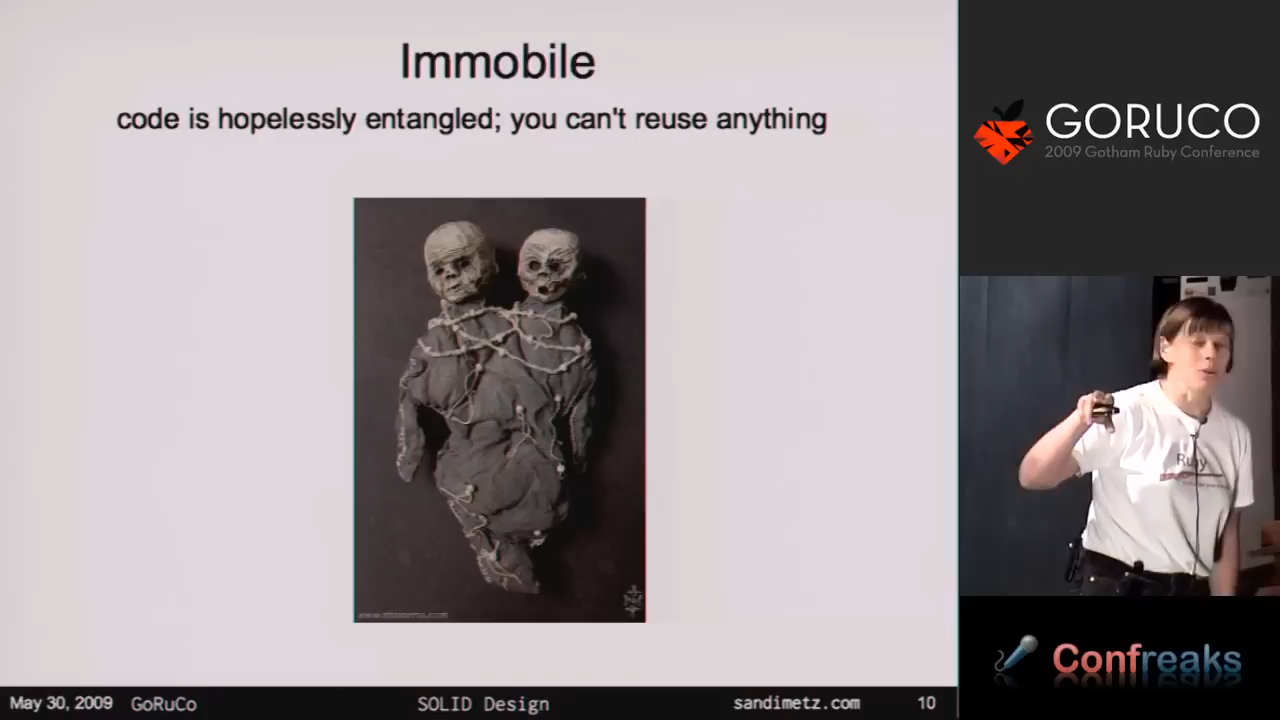 Immobile
code is hopelessly entangled; you can't reuse anything
May 30, 2009 GoRuCo SOLID Design sandimetz.com 10
GORUCO
2009 Gotham Ruby Conference
Ruby
Confreaks